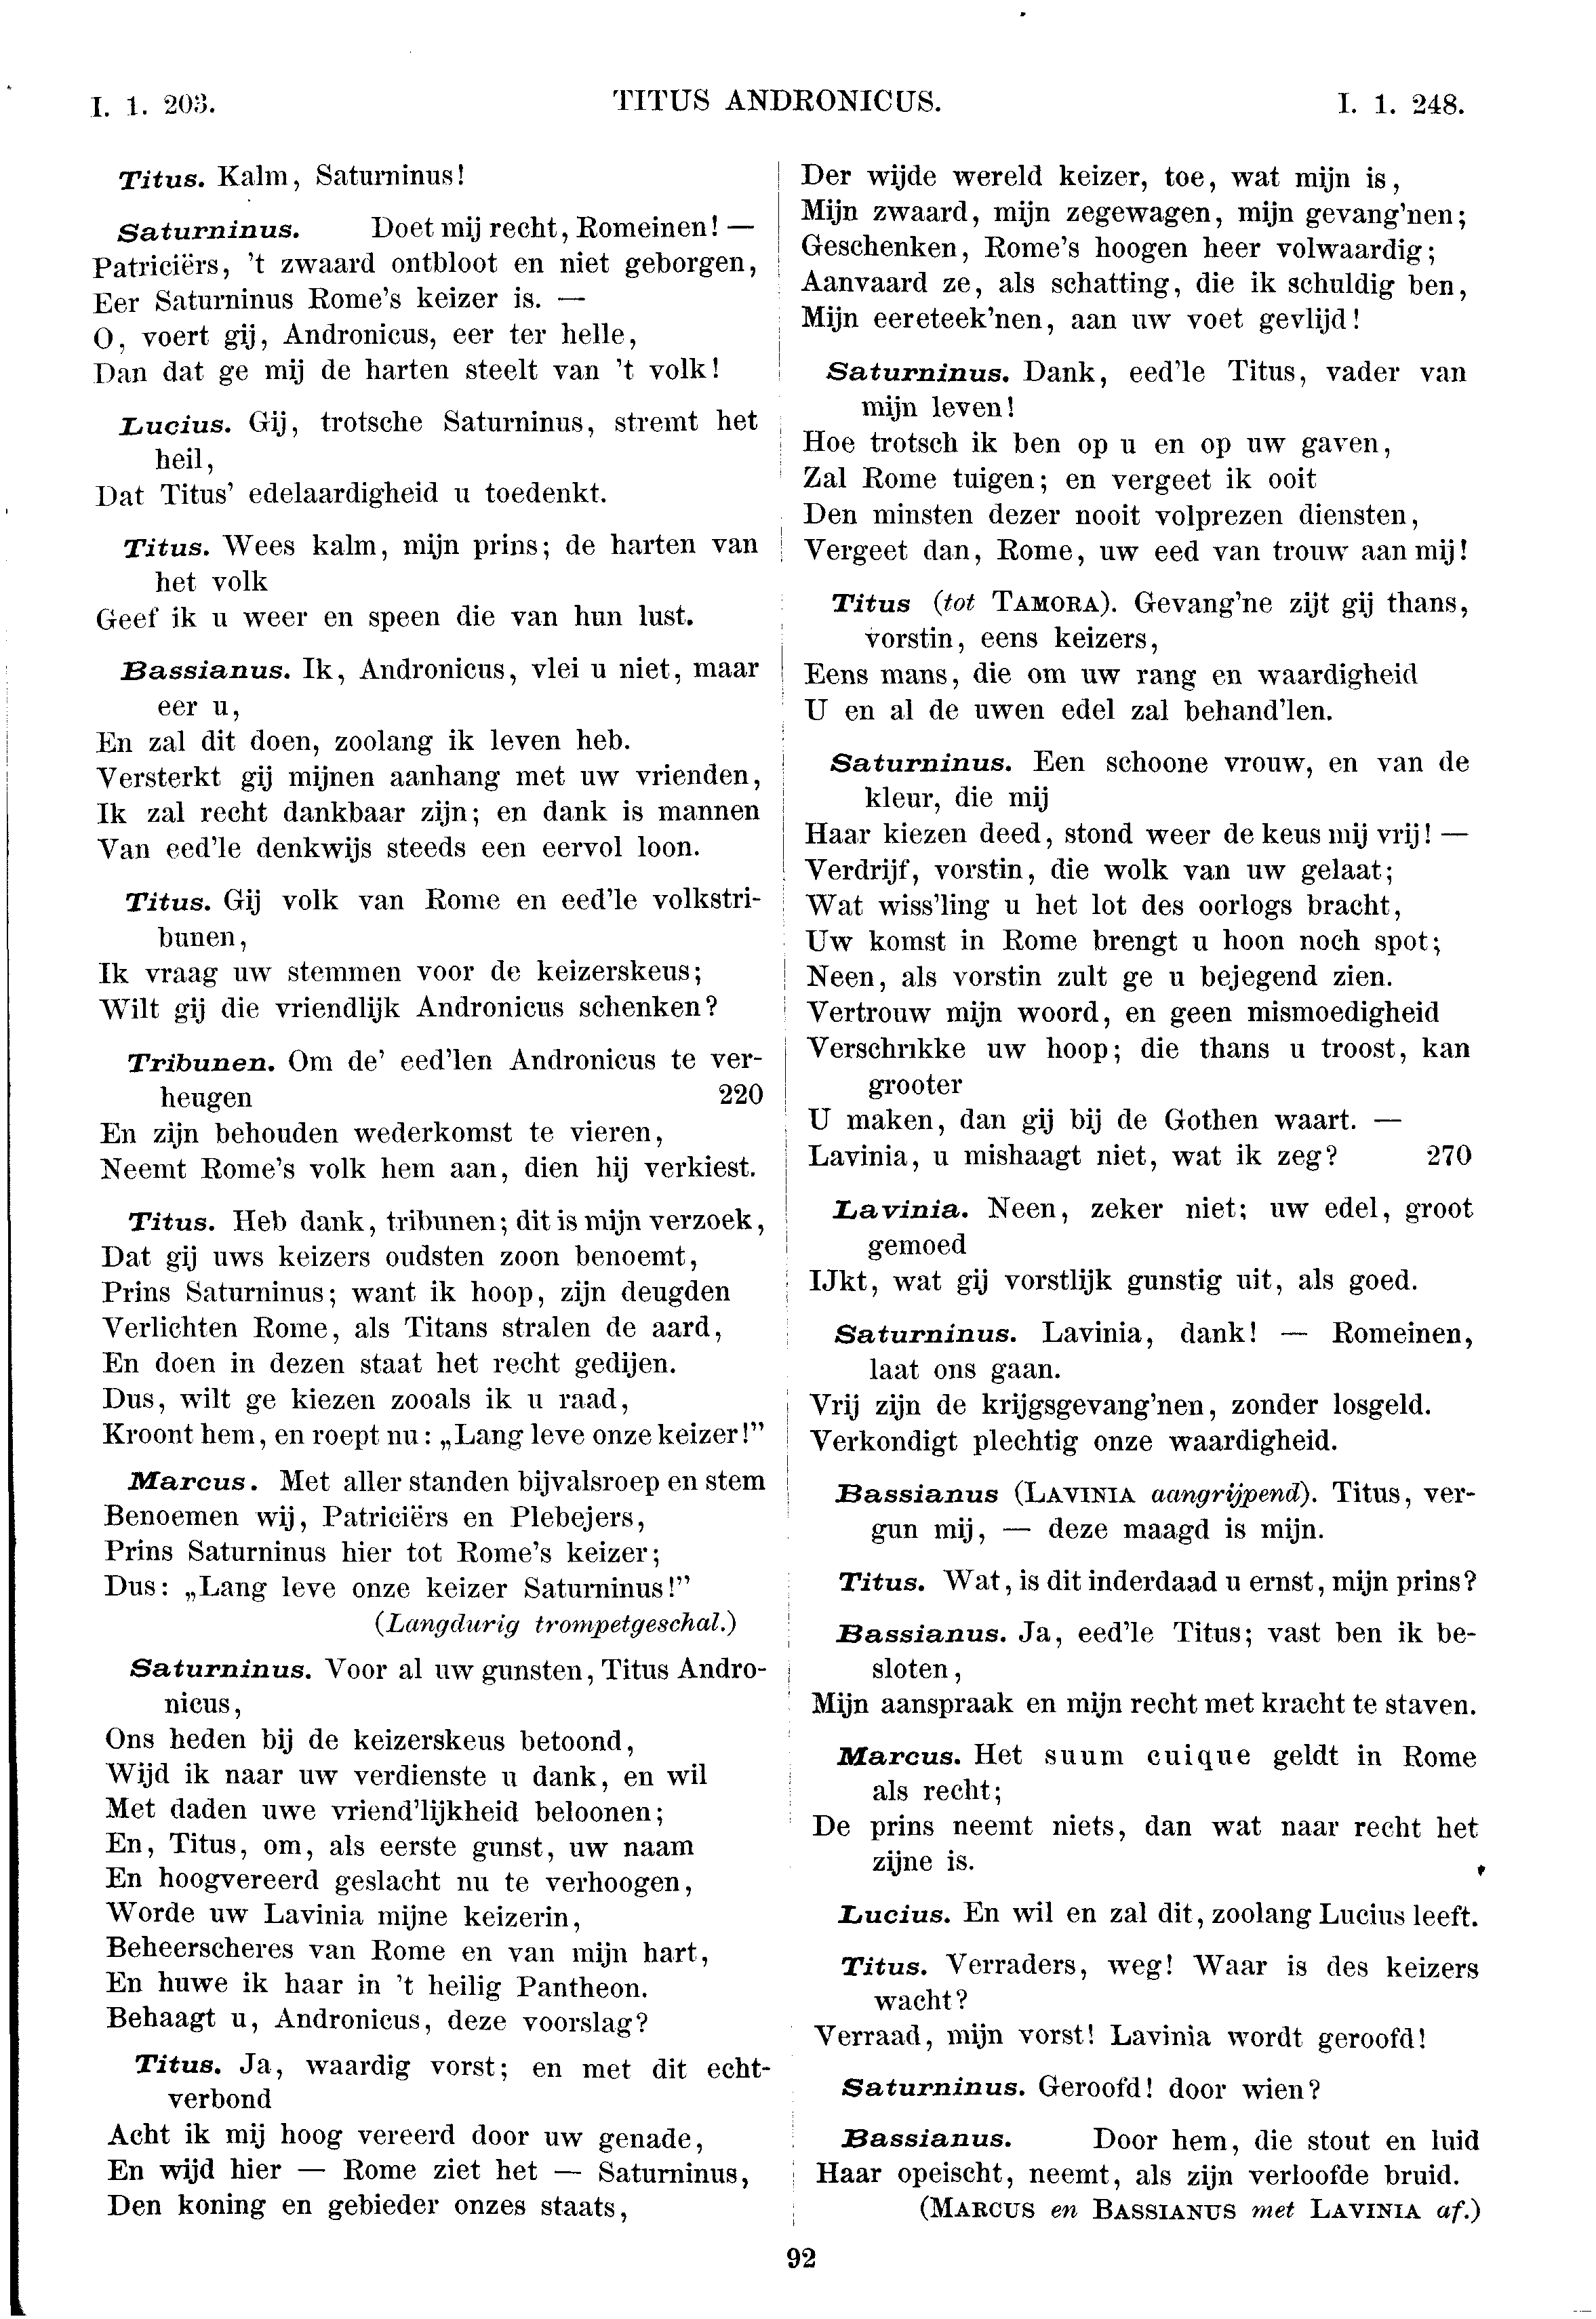 I. 1. 203.
TITUS ANDRONICUS.
I. 1. 248.
Titus. Kalm, Saturninus!
Saturninus. Doet mij recht, Romeinen! —
Patriciërs, 't zwaard ontbloot en niet geborgen,
Eer Saturninus Rome's keizer is. —
O, voert gij, Andronicus, eer ter helle,
Dan dat ge mij de harten steelt van 't volk!
Lucius. Gij, trotsche Saturninus, stremt het
heil,
Dat Titus' edelaardigheid u toedenkt.
Titus. Wees kalm, mijn prins; de harten van
het volk
Geef ik u weer en speen die van hun lust.
Bassianus. Ik, Andronicus, vlei u niet, maar
eer u,
En zal dit doen, zoolang ik leven heb.
Versterkt gij mijnen aanhang met uw vrienden,
Ik zal recht dankbaar zijn; en dank is mannen
Van eed'le denkwijs steeds een eervol loon.
Titus. Gij volk van Rome en eed'le volkstri-
bunen,
Ik vraag uw stemmen voor de keizerskeus;
Wilt gij die vriendlijk Andronicus schenken?
Tribunen. Om de' eed'len Andronicus te ver-
heugen 220
En zijn behouden wederkomst te vieren,
Neemt Rome's volk hem aan, dien hij verkiest.
Titus. Heb dank, tribunen; dit is mijn verzoek,
Dat gij uws keizers oudsten zoon benoemt,
Prins Saturninus; want ik hoop, zijn deugden
Verlichten Rome, als Titans stralen de aard,
En doen in dezen staat het recht gedijen.
Dus, wilt ge kiezen zooals ik u raad,
Kroont hem, en roept nu: „Lang leve onze keizer!”
Marcus. Met aller standen bijvalsroep en stem
Benoemen wij, Patriciërs en Plebejers,
Prins Saturninus hier tot Rome's keizer;
Dus: „Lang leve onze keizer Saturninus!”
(Langdurig trompetgeschal.)
Saturninus. Voor al uw gunsten, Titus Andro-
nicus,
Ons heden bij de keizerskeus betoond,
Wijd ik naar uw verdienste u dank, en wil
Met daden uwe vriend'lijkheid beloonen;
En, Titus, om, als eerste gunst, uw naam
En hoogvereerd geslacht nu te verhoogen,
Worde uw Lavinia mijne keizerin,
Beheerscheres van Rome en van mijn hart,
En huwe ik haar in 't heilig Pantheon.
Behaagt u, Andronicus, deze voorslag?
Titus. Ja, waardig vorst; en met dit echt-
verbond
Acht ik mij hoog vereerd door uw genade,
En wijd hier — Rome ziet het — Saturninus,
Den koning en gebieder onzes staats,
Der wijde wereld keizer, toe, wat mijn is,
Mijn zwaard, mijn zegewagen, mijn gevang'nen;
Geschenken, Rome's hoogen heer volwaardig;
Aanvaard ze, als schatting, die ik schuldig ben,
Mijn eereteek'nen, aan uw voet gevlijd!
Saturninus. Dank, eed'le Titus, vader van
mijn leven!
Hoe trotsch ik ben op u en op uw gaven,
Zal Rome tuigen; en vergeet ik ooit
Den minsten dezer nooit volprezen diensten,
Vergeet dan, Rome, uw eed van trouw aan mij!
Titus (tot TAMORA). Gevang'ne zijt gij thans,
vorstin, eens keizers,
Eens mans, die om uw rang en waardigheid
U en al de uwen edel zal behand'len.
Saturninus. Een schoone vrouw, en van de
kleur, die mij
Haar kiezen deed, stond weer de keus mij vrij! —
Verdrijf, vorstin, die wolk van uw gelaat;
Wat wiss'ling u het lot des oorlogs bracht,
Uw komst in Rome brengt u hoon noch spot;
Neen, als vorstin zult ge u bejegend zien.
Vertrouw mijn woord, en geen mismoedigheid
Verschrikke uw hoop; die thans u troost, kan
grooter
U maken, dan gij bij de Gothen waart. —
Lavinia, u mishaagt niet, wat ik zeg? 270
Lavinia. Neen, zeker niet; uw edel, groot
gemoed
IJkt, wat gij vorstlijk gunstig uit, als goed.
Saturninus. Lavinia, dank! — Romeinen,
laat ons gaan.
Vrij zijn de krijgsgevang'nen, zonder losgeld.
Verkondigt plechtig onze waardigheid.
Bassianus (LAVINIA aangrijpend). Titus, ver-
gun mij, — deze maagd is mijn.
Titus. Wat, is dit inderdaad u ernst, mijn prins?
Bassianus. Ja, eed'le Titus; vast ben ik be-
sloten,
Mijn aanspraak en mijn recht met kracht te staven.
Marcus. Het suum cuique geldt in Rome
als recht;
De prins neemt niets, dan wat naar recht het
zijne is.
Lucius. En wil en zal dit, zoolang Lucius leeft.
Titus. Verraders, weg! Waar is des keizers
wacht?
Verraad, mijn vorst! Lavinia wordt geroofd!
Saturninus. Geroofd! door wien?
Bassianus. Door hem, die stout en luid
Haar opeischt, neemt, als zijn verloofde bruid.
(MARCUS en BASSIANUS met LAVINIA af.)
92